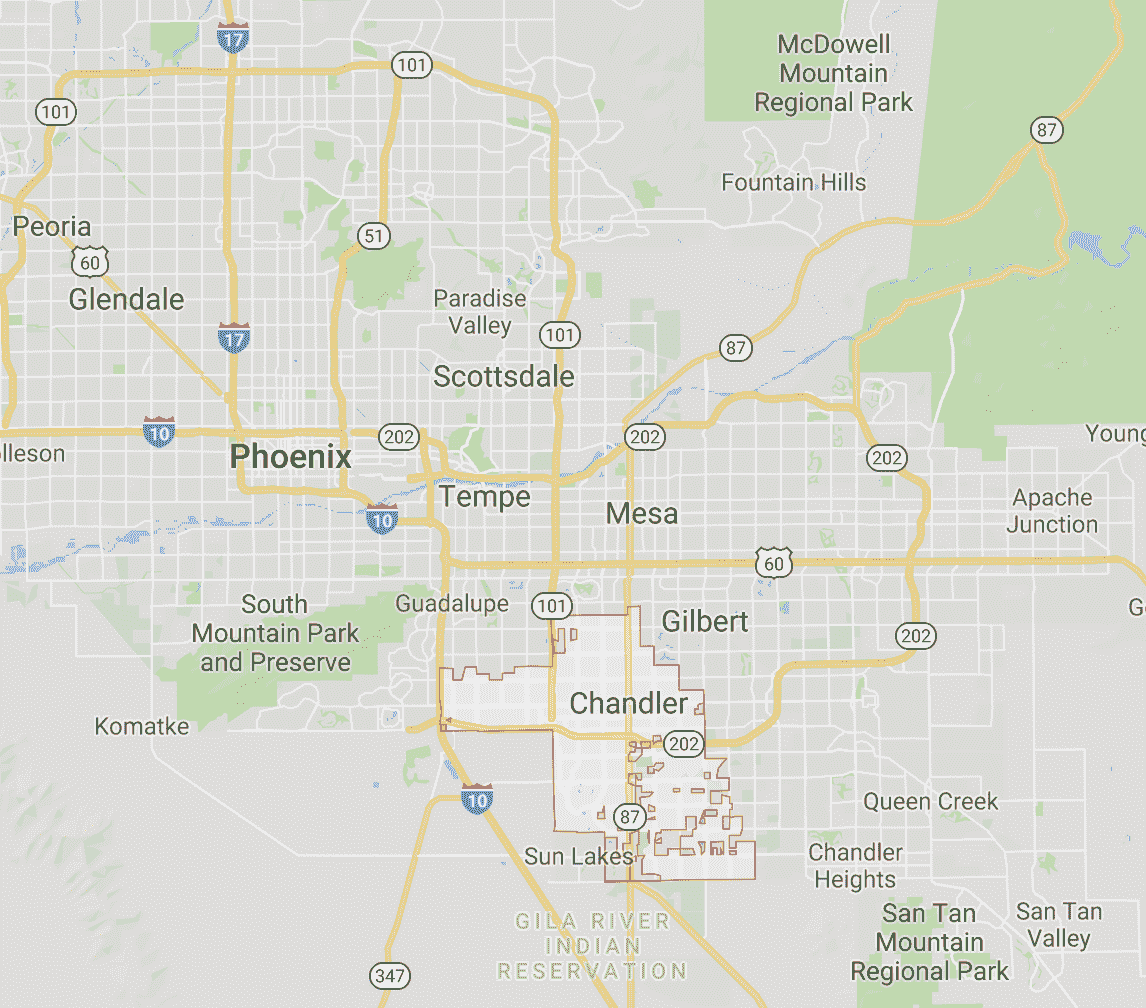 17
McDowell
Mountain
Regional Park
101
101
87
Fountain Hills
Peoria
51
60
Glendale
Paradise
Valley
17
101
87
Scottsdale
10
202
202
Young
lleson
Phoenix
202
Tempe
Apache
Junction
Mesa
10
60
South
Mountain Park
and Preserve
Guadalupe
101
G
Gilbert
202
Chandler
Komatke
202
10
Queen Creek
87
Sun Lakes
Chandler
Heights
GILA RIVER
INDIAN
RESERVATION
San Tan
Mountain
Regional Park
San Tan
Valley
347